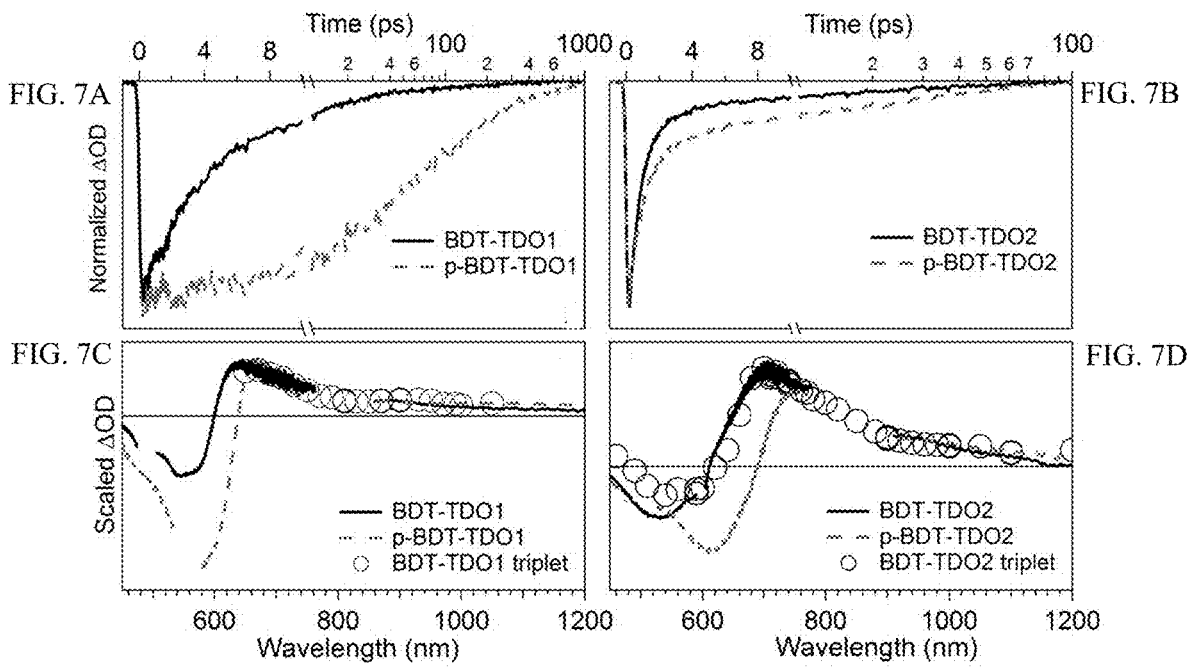 Time (ps)
0 4 8 100 1000
2 4 6 2 4 6
Time (ps)
0 4 8 100
2 3 4 5 6 7
FIG. 7A
FIG. 7B
Normalized ΔOD
BDT-TDO1
p-BDT-TDO1
BDT-TDO2
p-BDT-TDO2
FIG. 7C
FIG. 7D
Scaled ΔOD
BDT-TDO1
p-BDT-TDO1
BDT-TDO1 triplet
BDT-TDO2
p-BDT-TDO2
BDT-TDO2 triplet
600 800 1000 1200
600 800 1000 1200
Wavelength (nm)
Wavelength (nm)